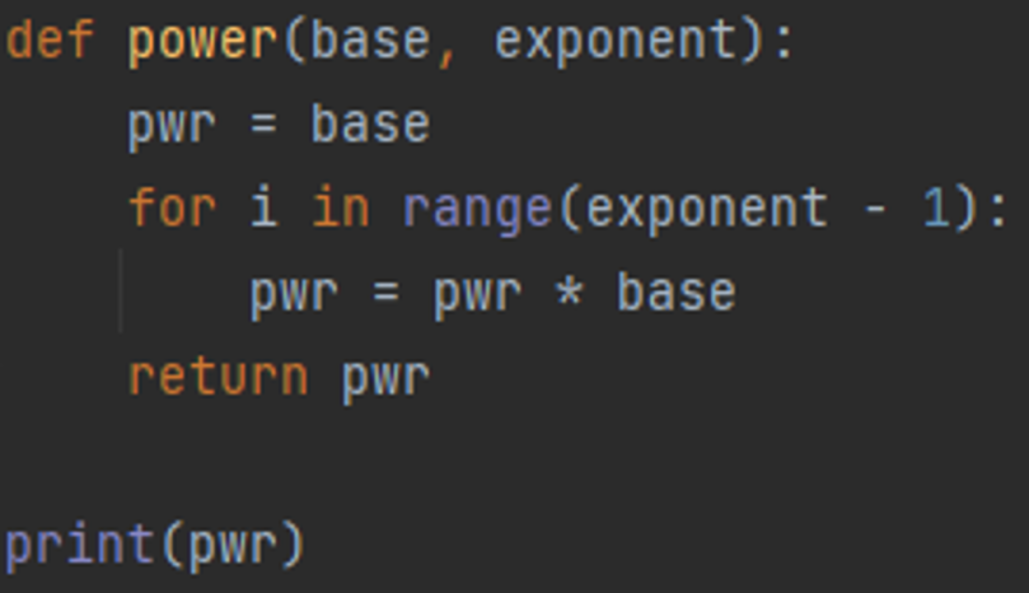 def power(base, exponent):
    pwr = base
    for i in range(exponent - 1):
        pwr = pwr * base
    return pwr

print(pwr)